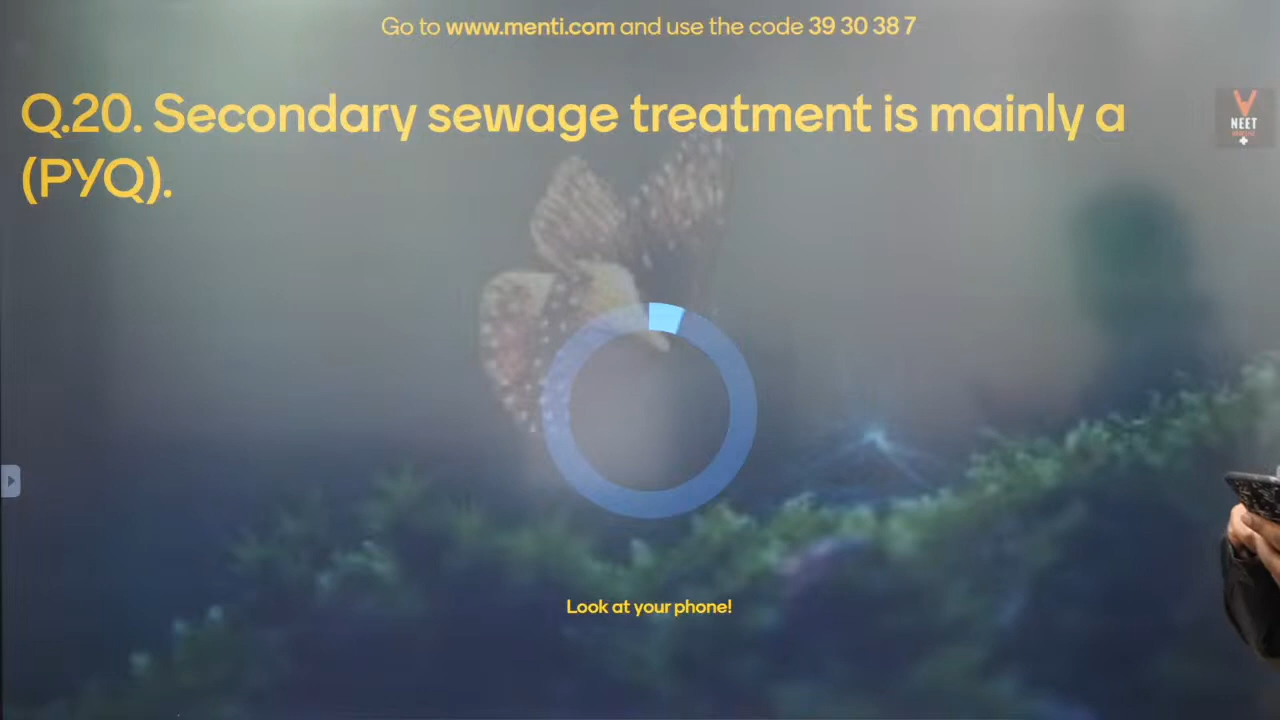 Go to www.menti.com and use the code 39 30 38 7
Q.20. Secondary sewage treatment is mainly a
(PYQ).
NEET
Look at your phone!